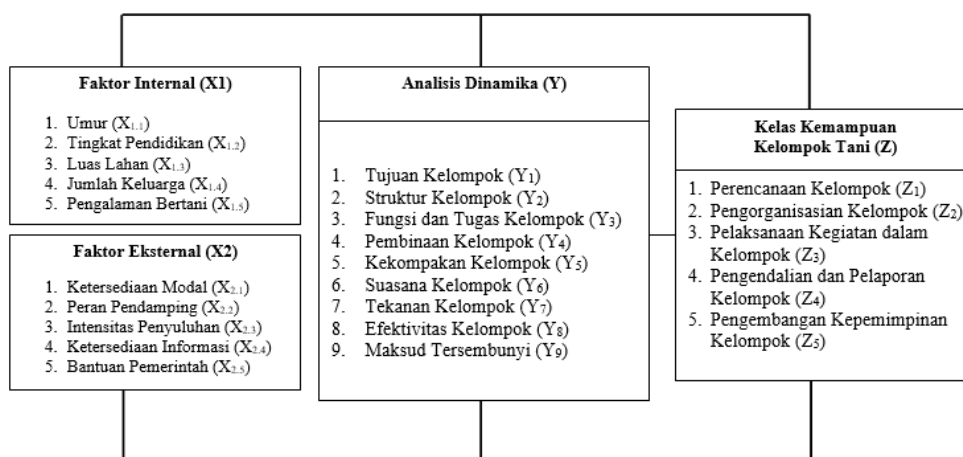 Faktor Internal (X1)
1. Umur (X1.1)
2. Tingkat Pendidikan (X1.2)
3. Luas Lahan (X1.3)
4. Jumlah Keluarga (X1.4)
5. Pengalaman Bertani (X1.5)
Faktor Eksternal (X2)
1. Ketersediaan Modal (X2.1)
2. Peran Pendamping (X2.2)
3. Intensitas Penyuluhan (X2.3)
4. Ketersediaan Informasi (X2.4)
5. Bantuan Pemerintah (X2.5)
Analisis Dinamika (Y)
1. Tujuan Kelompok (Y1)
2. Struktur Kelompok (Y2)
3. Fungsi dan Tugas Kelompok (Y3)
4. Pembinaan Kelompok (Y4)
5. Kekompakan Kelompok (Y5)
6. Suasana Kelompok (Y6)
7. Tekanan Kelompok (Y7)
8. Efektivitas Kelompok (Y8)
9. Maksud Tersembunyi (Y9)
Kelas Kemampuan
Kelompok Tani (Z)
1. Perencanaan Kelompok (Z1)
2. Pengorganisasian Kelompok (Z2)
3. Pelaksanaan Kegiatan dalam
Kelompok (Z3)
4. Pengendalian dan Pelaporan
Kelompok (Z4)
5. Pengembangan Kepemimpinan
Kelompok (Z5)